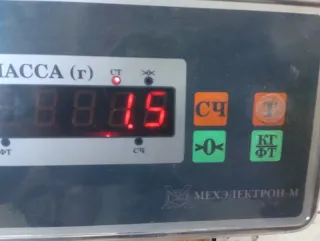 МАССА (г)
СТ
1.5
СЧ
Т
ФТ
СЧ
>0<
КГ
ФТ
МЕХЭЛЕКТРОН-М